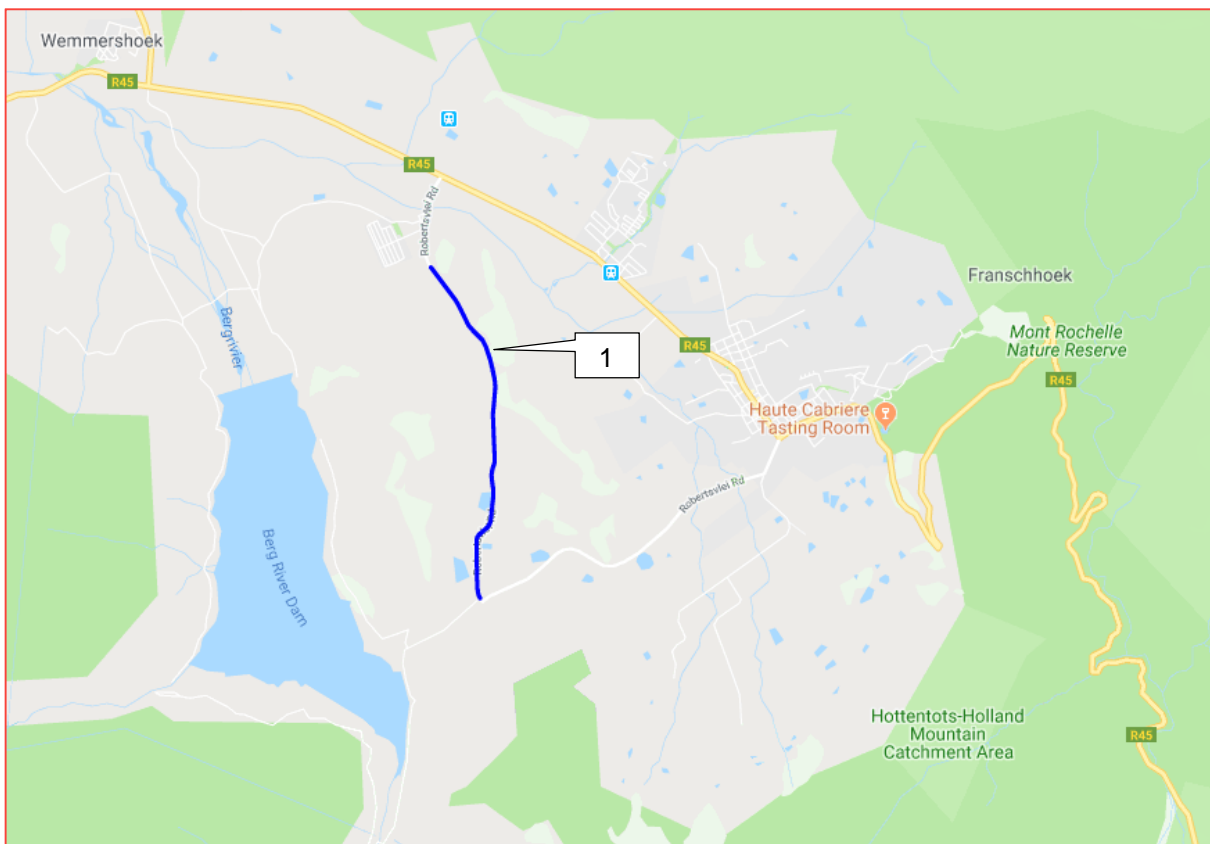 Wemmershoek
R45
R45
Robertsvlei Rd
Franschhoek
Mont Rochelle
Nature Reserve
Bergrivier
1
R45
R45
Haute Cabriere
Tasting Room
Robertsvlei Rd
Berg River Dam
Hottentots-Holland
Mountain
Catchment Area
R45